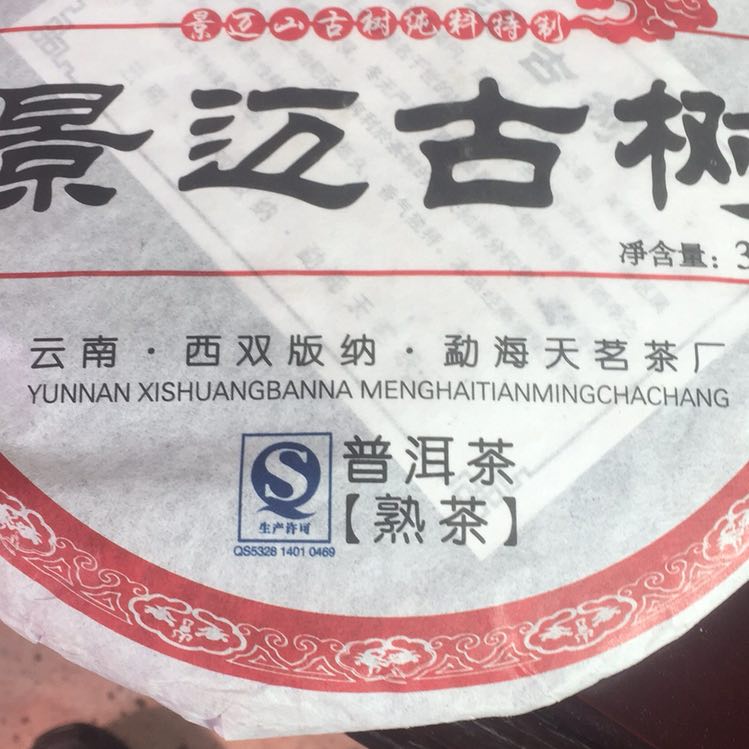 景迈山古树纯料特制
景迈古树
净含量：3
云南·西双版纳·勐海天茗茶厂
YUNNAN XISHUANGBANNA MENGHAITIANMINGCHACHANG
生产许可
QS5328 1401 0469
普洱茶
【熟茶】